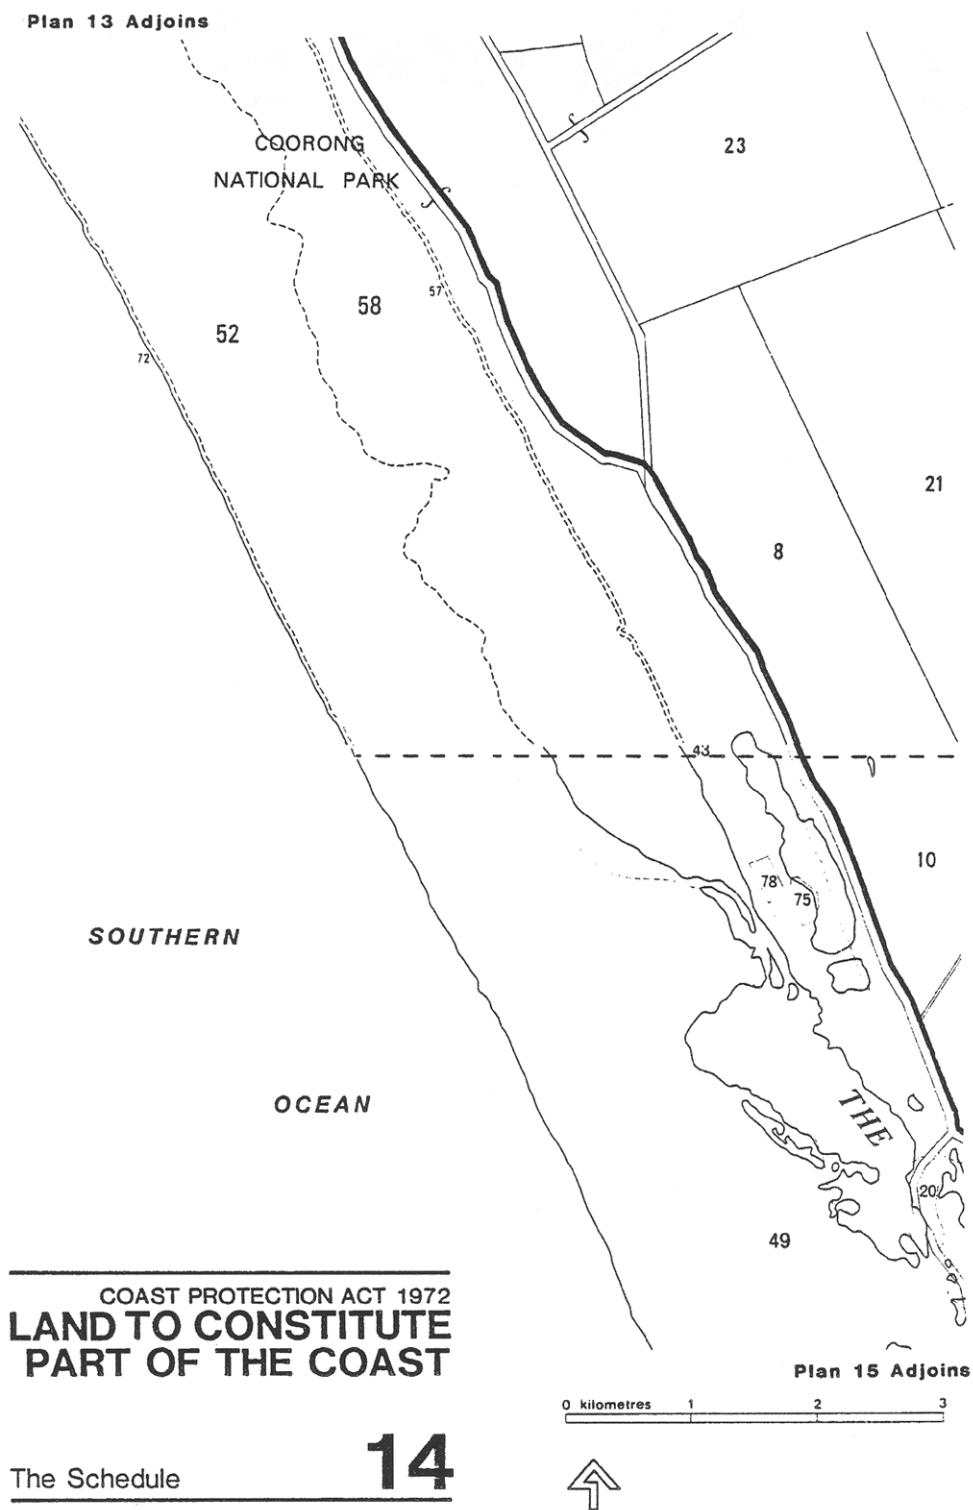 Plan 13 Adjoins
COORONG
NATIONAL PARK
23
57
58
52
72
21
8
43
10
78
75
SOUTHERN
OCEAN
THE
20
49
COAST PROTECTION ACT 1972
LAND TO CONSTITUTE
PART OF THE COAST
Plan 15 Adjoins
0 kilometres 1 2 3
The Schedule 14